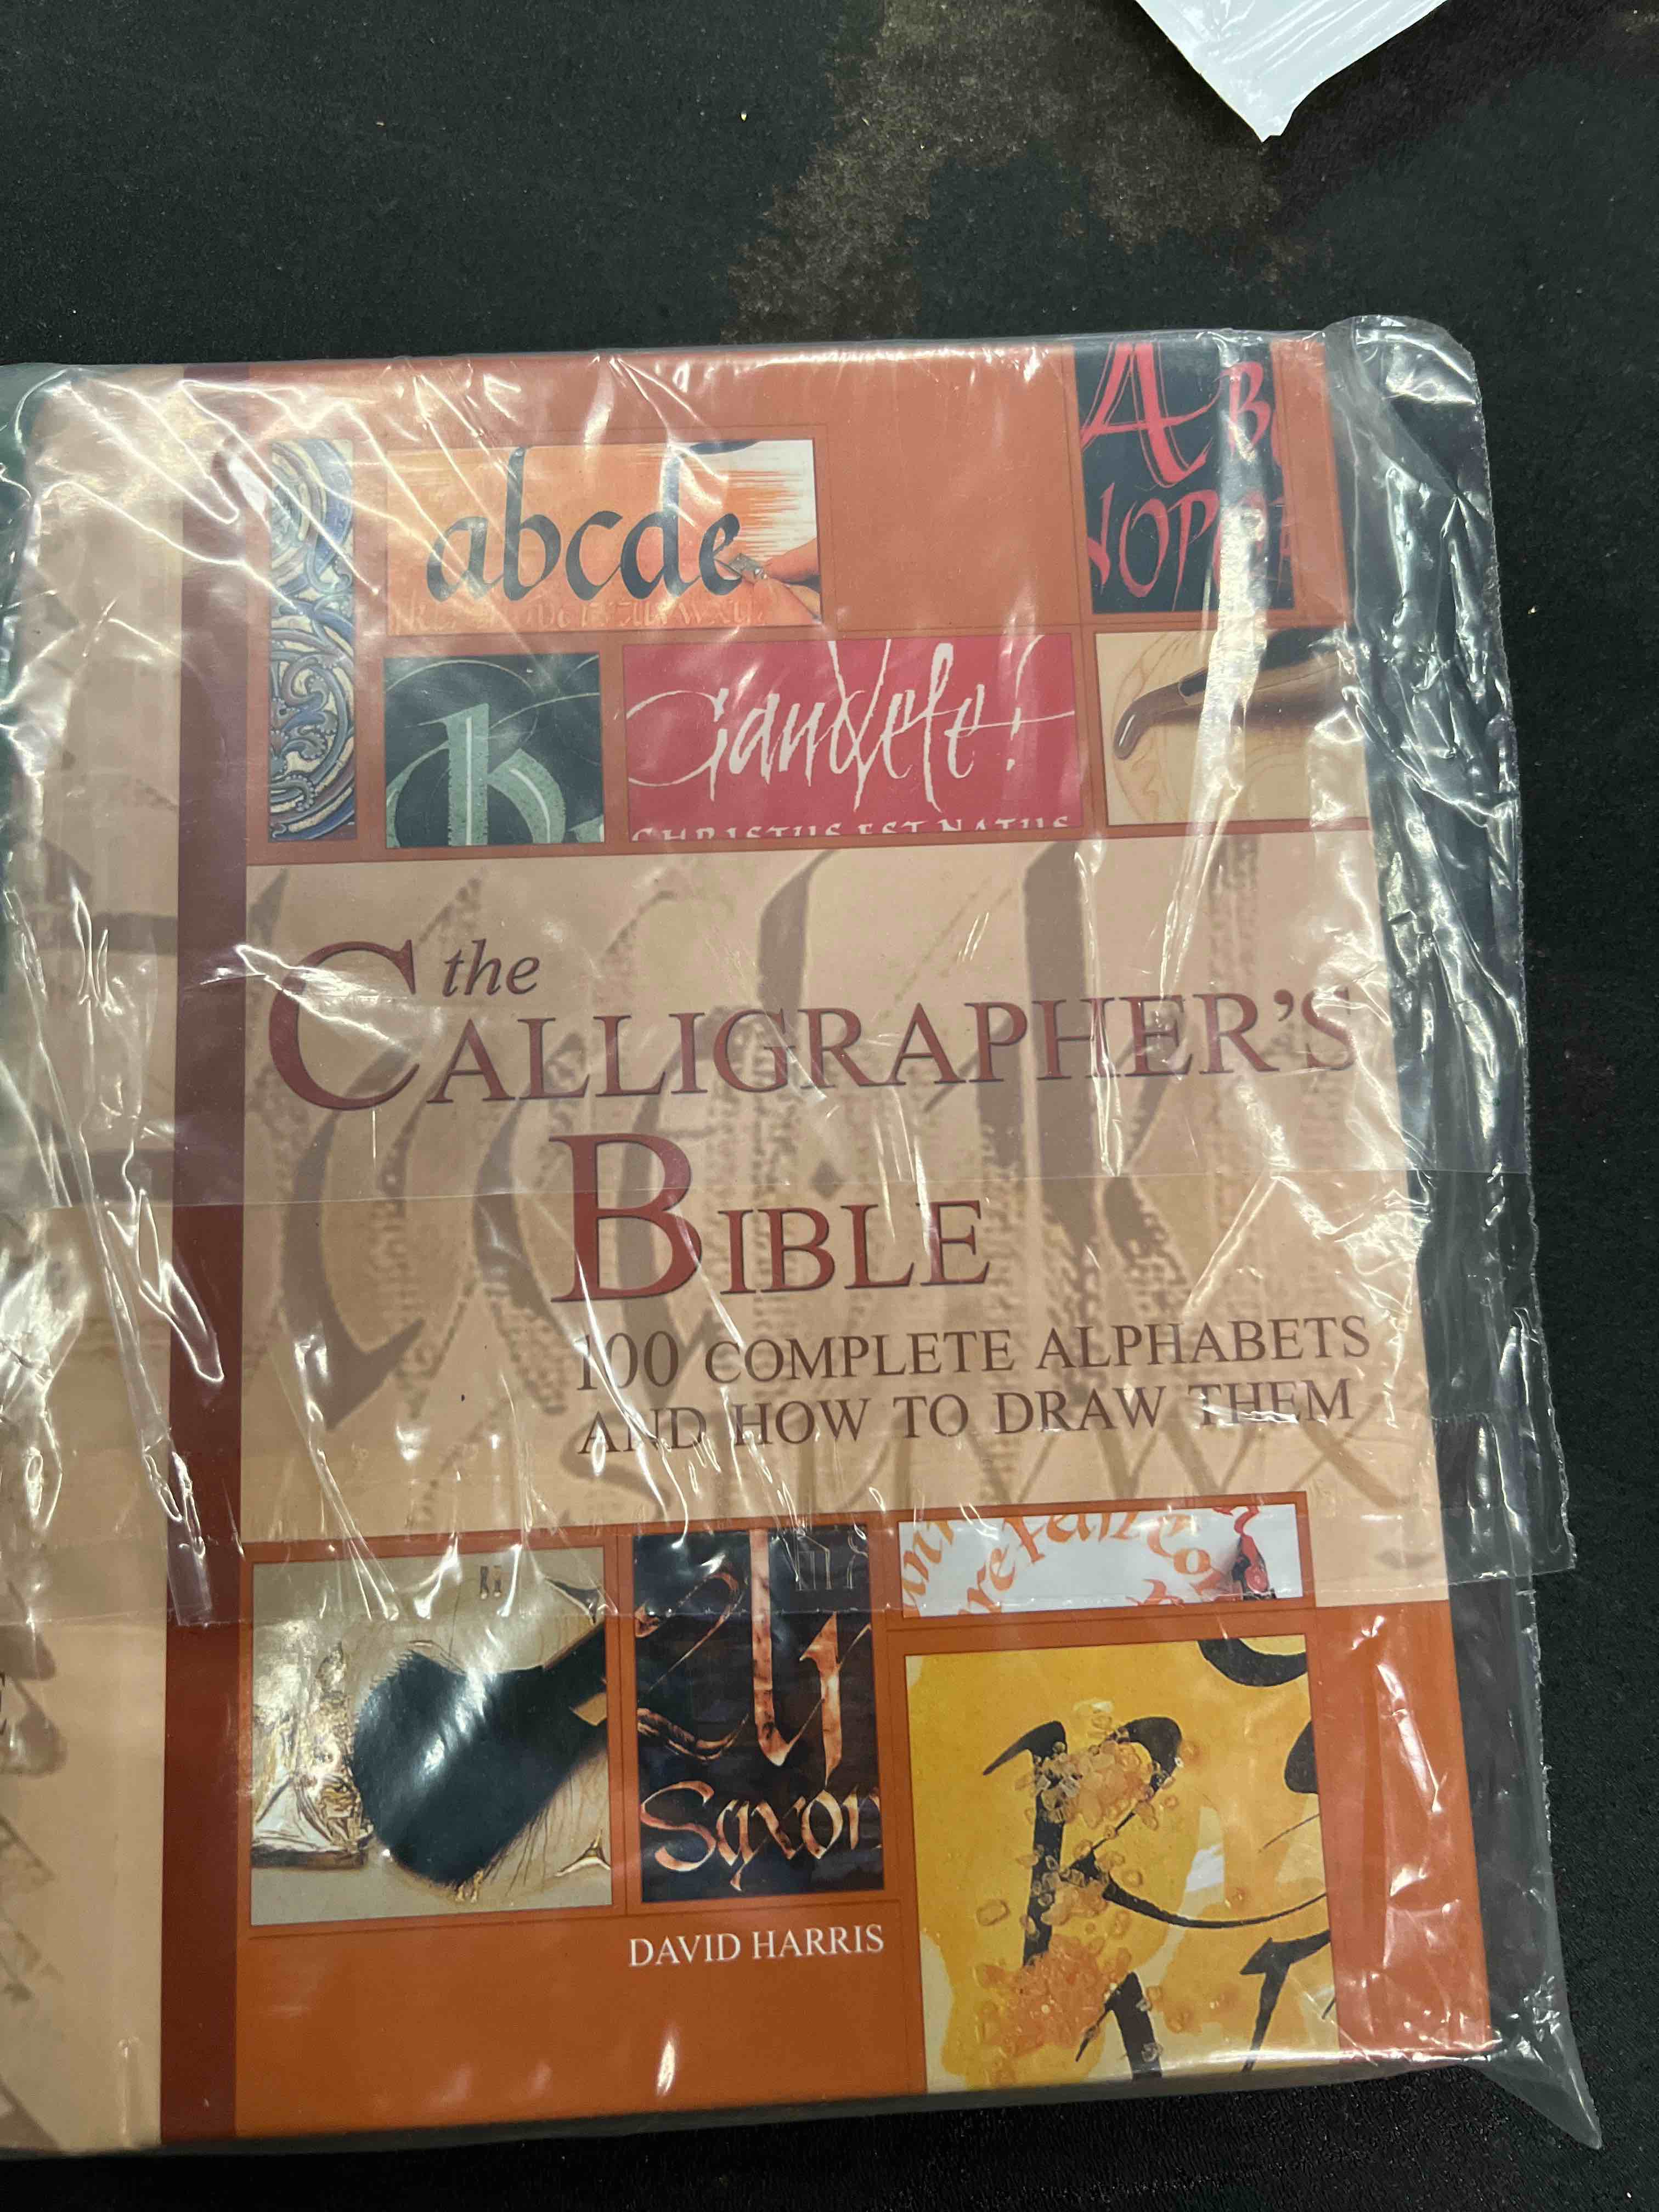 A B
NOPQ
abcde
h
Gaudete!
CHRISTUS EST NATUS
the
CALLIGRAPHER'S
BIBLE
100 COMPLETE ALPHABETS
AND HOW TO DRAW THEM
Saxon
DAVID HARRIS
R